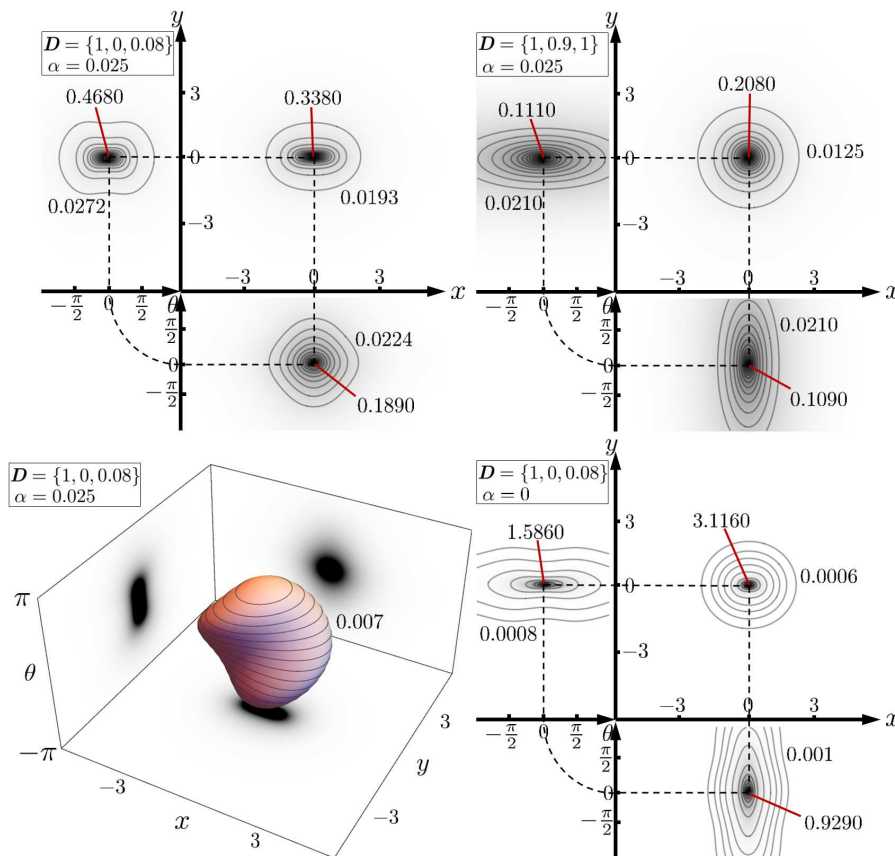 y
D = {1, 0, 0.08}
α = 0.025
0.4680
0.3380
3
0
0.0272
0.0193
−3
−3 0 3
x
−π/2 0 π/2
θ
π/2
0
−π/2
0.0224
0.1890
y
D = {1, 0.9, 1}
α = 0.025
0.1110
0.2080
3
0
0.0125
0.0210
−3
−3 0 3
x
−π/2 0 π/2
θ
π/2
0
−π/2
0.0210
0.1090
D = {1, 0, 0.08}
α = 0.025
π
θ
−π
0.007
−3
x
3
3
y
−3
y
D = {1, 0, 0.08}
α = 0
1.5860
3.1160
3
0
0.0006
0.0008
−3
−3 0 3
x
−π/2 0 π/2
θ
π/2
0
−π/2
0.001
0.9290